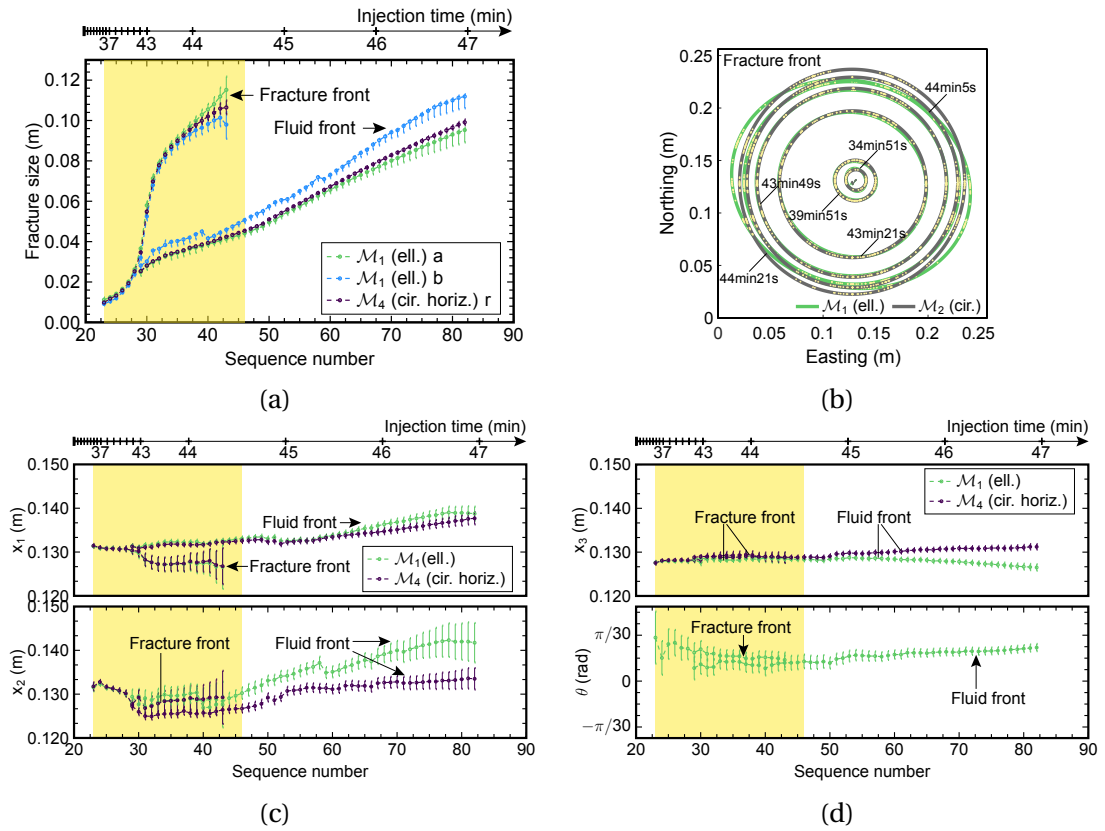 Injection time (min)
37 43 44 45 46 47
Fracture size (m)
0.12
0.10
0.08
0.06
0.04
0.02
0.00
Fracture front
Fluid front
ℳ₁ (ell.) a
ℳ₁ (ell.) b
ℳ₄ (cir. horiz.) r
20 30 40 50 60 70 80 90
Sequence number
(a)
Fracture front
Northing (m)
0.26
0.20
0.15
0.10
0.05
0
44min5s
34min51s
43min49s
39min51s
43min21s
44min21s
ℳ₁ (ell.) ℳ₂ (cir.)
0 0.05 0.10 0.15 0.20 0.26
Easting (m)
(b)
Injection time (min)
37 43 44 45 46 47
x₁ (m)
0.150
0.140
0.130
0.120
Fluid front
Fracture front
ℳ₁(ell.)
ℳ₄ (cir. horiz.)
x₂ (m)
0.150
0.140
0.130
0.120
Fracture front
Fluid front
20 30 40 50 60 70 80 90
Sequence number
(c)
Injection time (min)
37 43 44 45 46 47
x₃ (m)
0.150
0.140
0.130
0.120
ℳ₁ (ell.)
ℳ₄ (cir. horiz.)
Fracture front
Fluid front
θ (rad)
π/30
0
−π/30
Fracture front
Fluid front
20 30 40 50 60 70 80 90
Sequence number
(d)